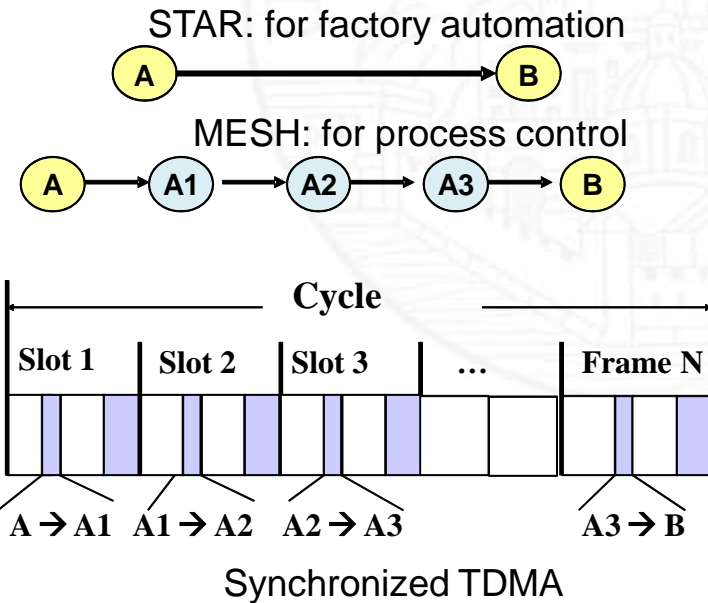 STAR: for factory automation
A B
MESH: for process control
A A1 A2 A3 B
Cycle
Slot 1 Slot 2 Slot 3 ... Frame N
A → A1 A1 → A2 A2 → A3 A3 → B
Synchronized TDMA